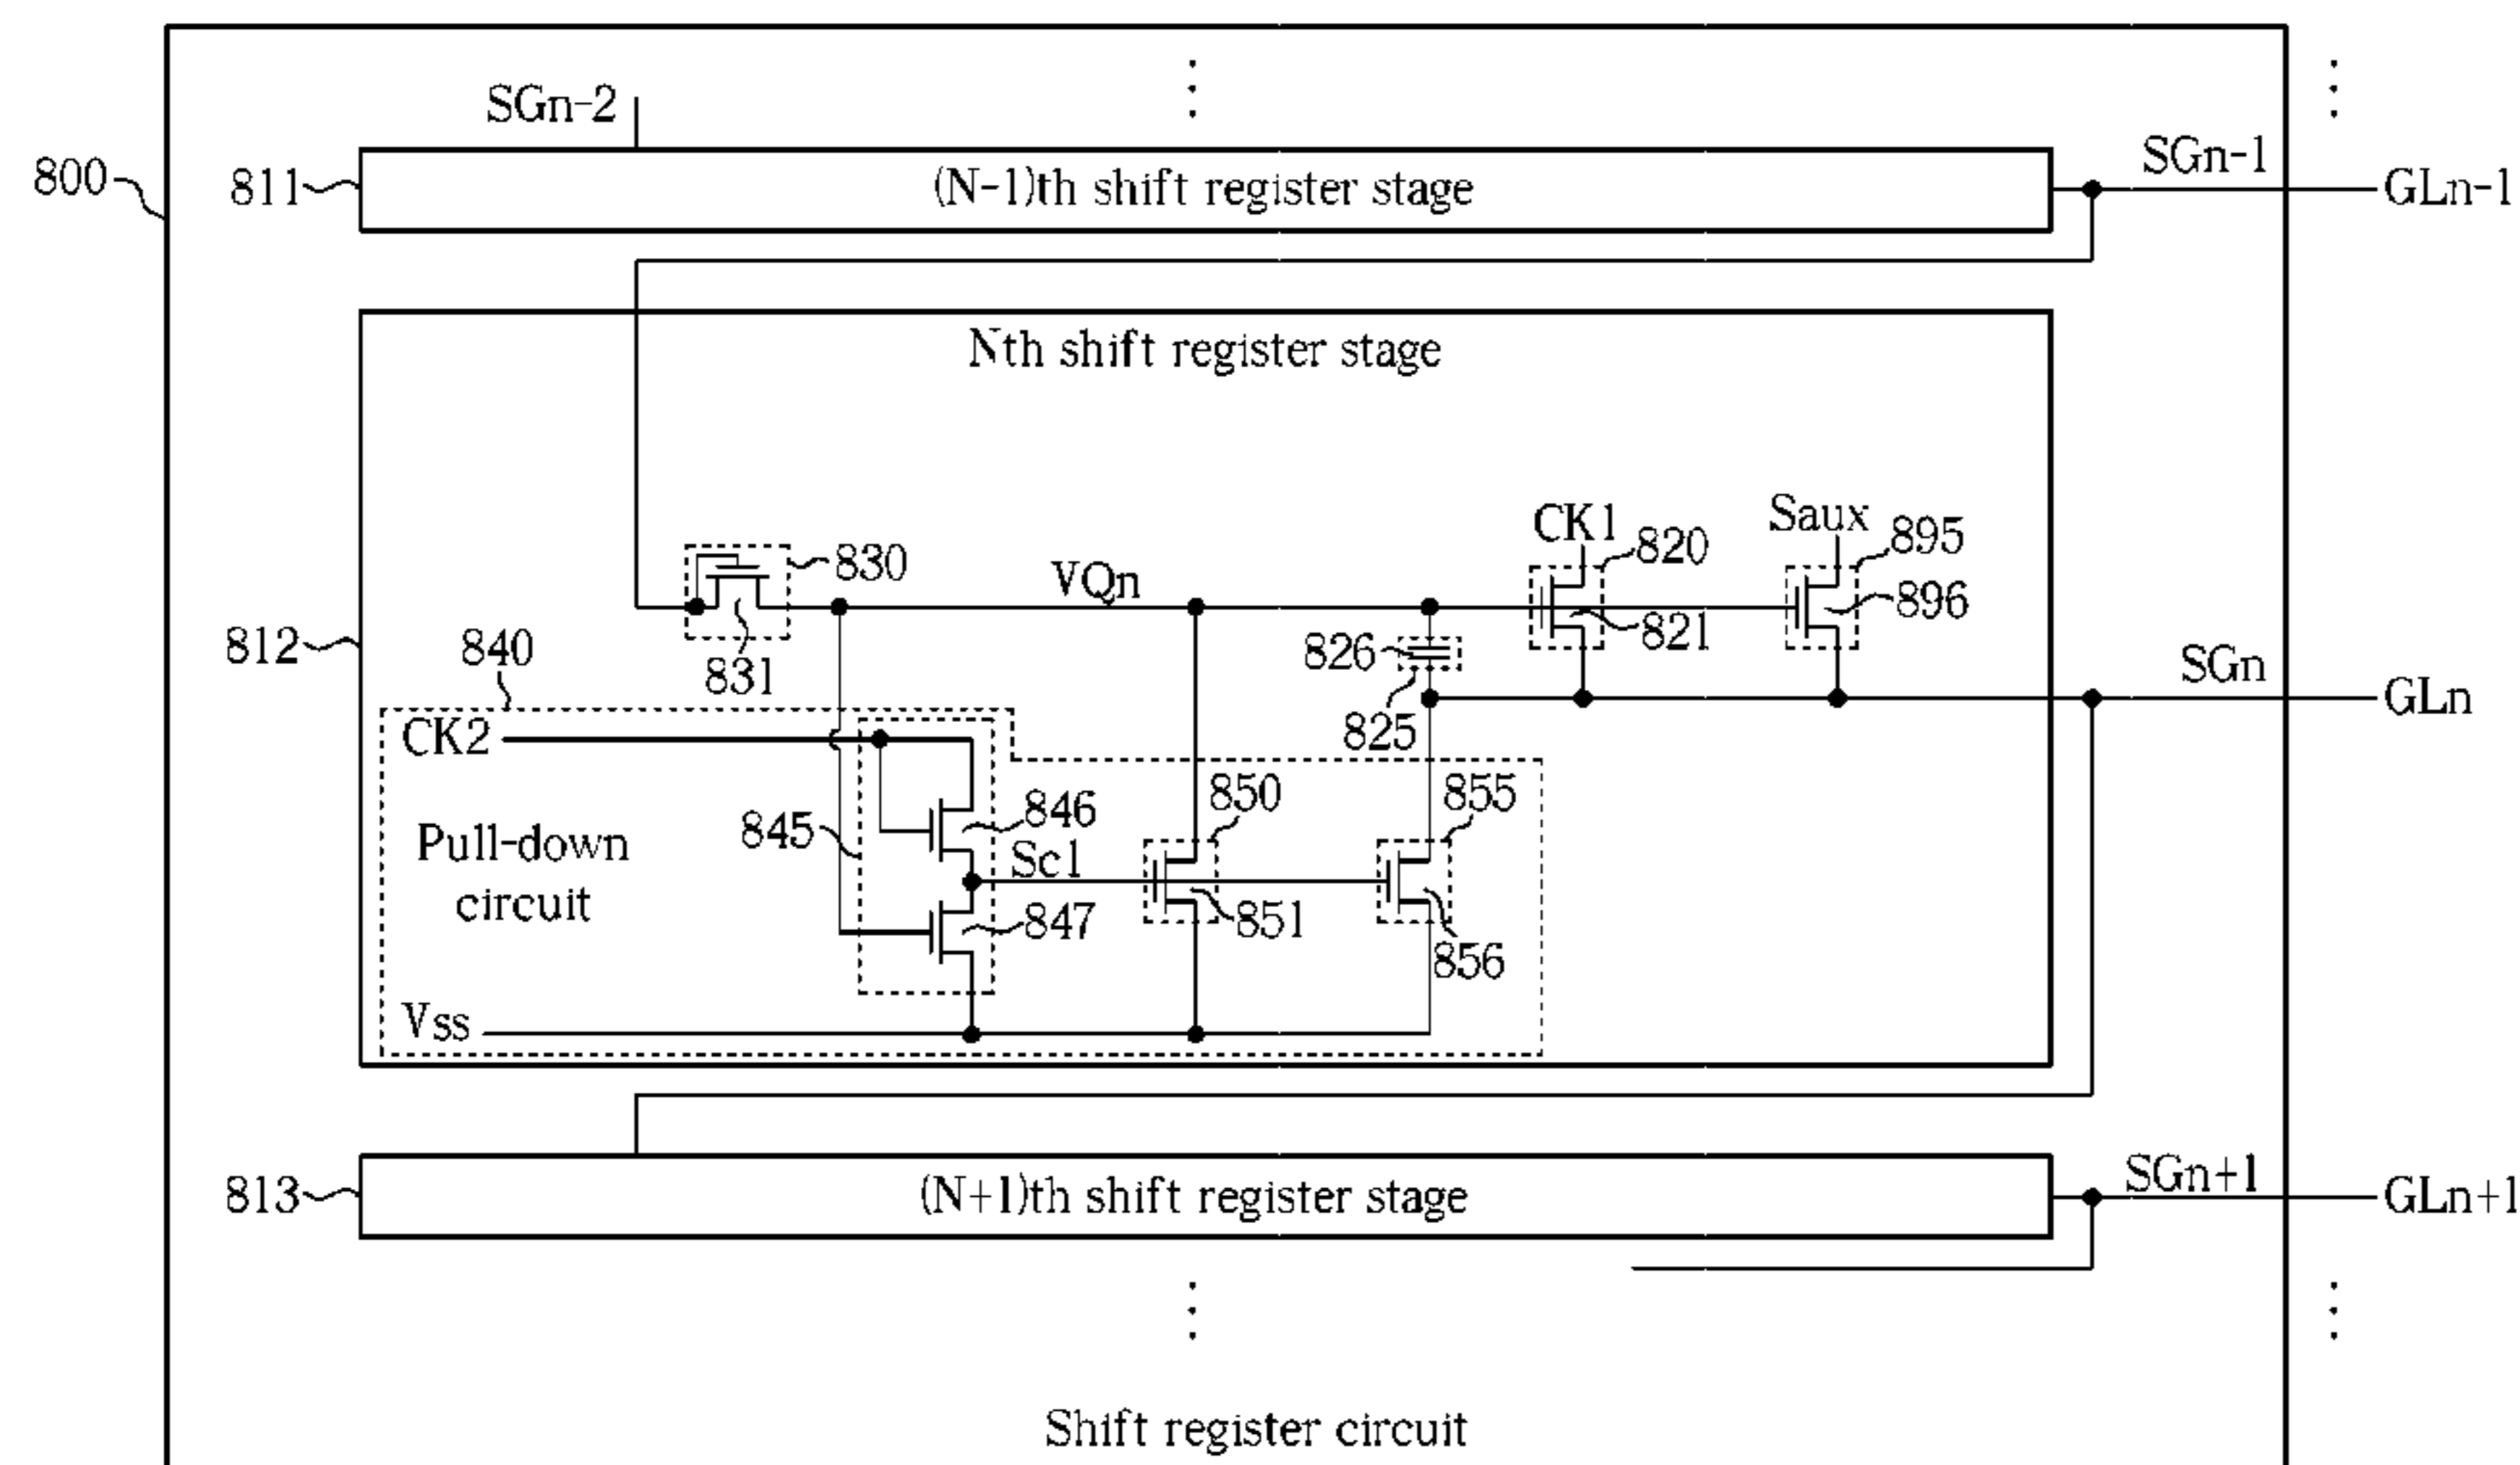 SGn-2
SGn-1
800
811
(N-1)th shift register stage
GLn-1
Nth shift register stage
CK1
Saux
820
895
830
VQn
821
896
812
840
831
826
SGn
825
GLn
CK2
850
855
845
846
Pull-down
circuit
Sc1
847
851
856
Vss
SGn+1
813
(N+1)th shift register stage
GLn+1
Shift register circuit